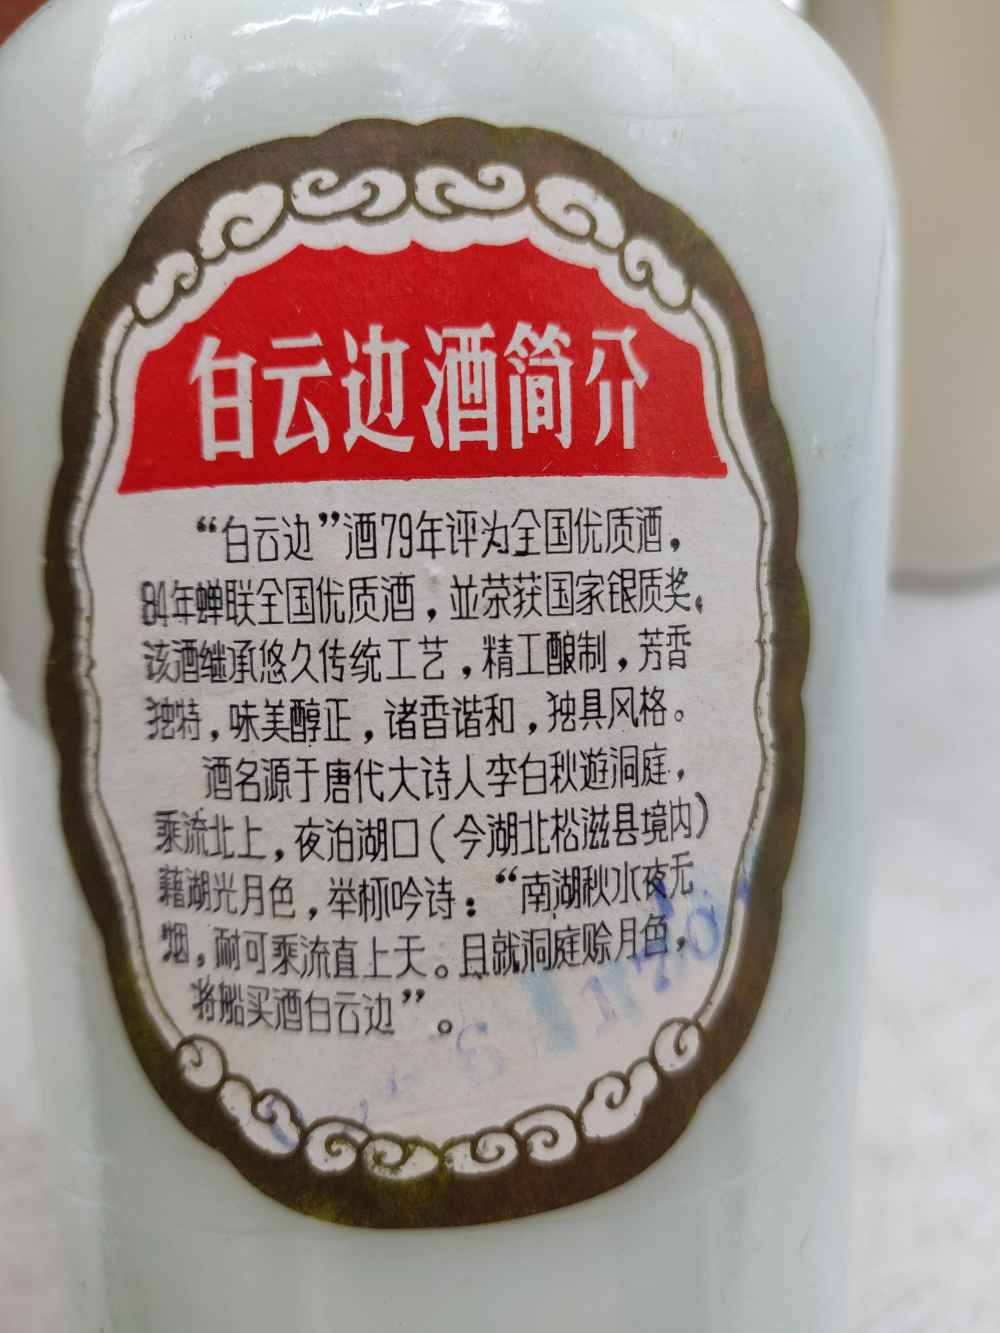 白云边酒简介
“白云边”酒79年评为全国优质酒，
84年蝉联全国优质酒，並荣获国家银质奖。
该酒继承悠久传统工艺，精工酿制，芳香
独特，味美醇正，诸香谐和，独具风格。
酒名源于唐代大诗人李白秋遊洞庭，
乘流北上，夜泊湖口（今湖北松滋县境内）
藉湖光月色，举杯吟诗：“南湖秋水夜无
烟，耐可乘流直上天。且就洞庭赊月色，
将船买酒白云边”。